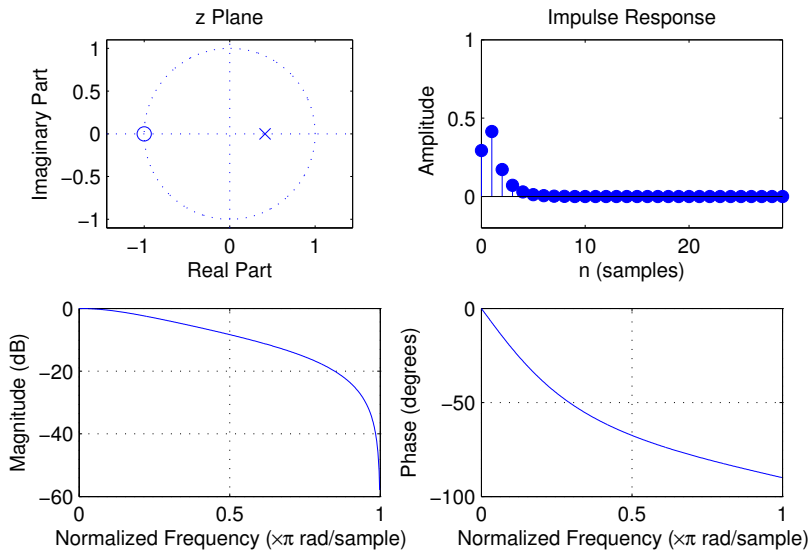 z Plane
1
0.5
0
−0.5
−1
−1
0
1
Imaginary Part
Real Part
Impulse Response
1
0.5
0
0
10
20
Amplitude
n (samples)
0
−20
−40
−60
0
0.5
1
Magnitude (dB)
Normalized Frequency (×π rad/sample)
0
−50
−100
0
0.5
1
Phase (degrees)
Normalized Frequency (×π rad/sample)